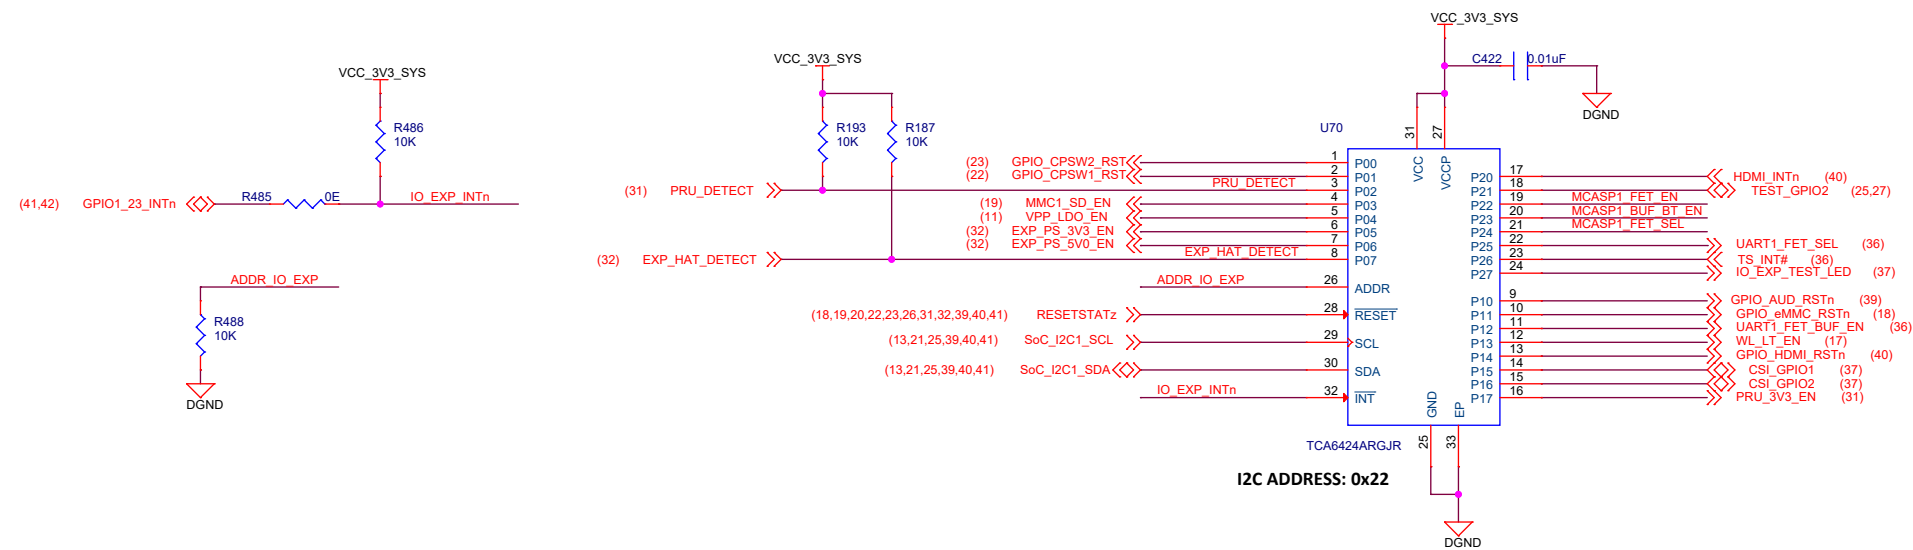 VCC_3V3_SYS
R486
10K
(41,42) GPIO1_23_INTn
R485
0E
IO_EXP_INTn
ADDR_IO_EXP
R488
10K
DGND
VCC_3V3_SYS
R193
10K
R187
10K
(31) PRU_DETECT
(32) EXP_HAT_DETECT
VCC_3V3_SYS
C422
0.01uF
DGND
U70
31
27
VCC
VCCP
(23) GPIO_CPSW2_RST 1 P00
(22) GPIO_CPSW1_RST 2 P01
PRU_DETECT 3 P02
(19) MMC1_SD_EN 4 P03
(11) VPP_LDO_EN 5 P04
(32) EXP_PS_3V3_EN 6 P05
(32) EXP_PS_5V0_EN 7 P06
EXP_HAT_DETECT 8 P07
ADDR_IO_EXP 26 ADDR
(18,19,20,22,23,26,31,32,39,40,41) RESETSTATz 28 RESET
(13,21,25,39,40,41) SoC_I2C1_SCL 29 SCL
(13,21,25,39,40,41) SoC_I2C1_SDA 30 SDA
IO_EXP_INTn 32 INT
P20 17 HDMI_INTn (40)
P21 18 TEST_GPIO2 (25,27)
P22 19 MCASP1_FET_EN
P23 20 MCASP1_BUF_BT_EN
P24 21 MCASP1_FET_SEL
P25 22 UART1_FET_SEL (36)
P26 23 TS_INT# (36)
P27 24 IO_EXP_TEST_LED (37)
P10 9 GPIO_AUD_RSTn (39)
P11 10 GPIO_eMMC_RSTn (18)
P12 11 UART1_FET_BUF_EN (36)
P13 12 WL_LT_EN (17)
P14 13 GPIO_HDMI_RSTn (40)
P15 14 CSI_GPIO1 (37)
P16 15 CSI_GPIO2 (37)
P17 16 PRU_3V3_EN (31)
GND
EP
25
33
TCA6424ARGJR
I2C ADDRESS: 0x22
DGND